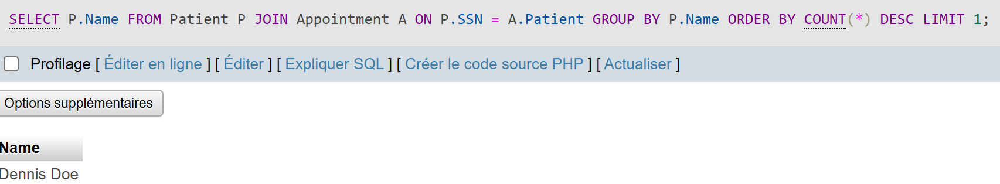 SELECT P.Name FROM Patient P JOIN Appointment A ON P.SSN = A.Patient GROUP BY P.Name ORDER BY COUNT(*) DESC LIMIT 1;
Profilage [ Éditer en ligne ] [ Éditer ] [ Expliquer SQL ] [ Créer le code source PHP ] [ Actualiser ]
Options supplémentaires
Name
Dennis Doe